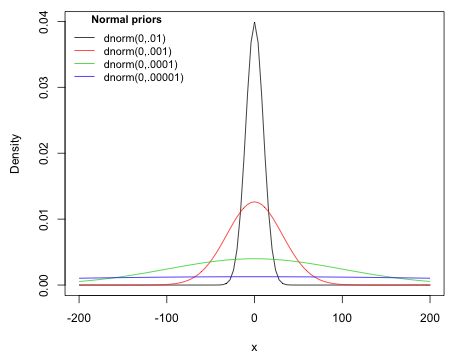 Normal priors
dnorm(0,.01)
dnorm(0,.001)
dnorm(0,.0001)
dnorm(0,.00001)
0.04
0.03
0.02
0.01
0.00
Density
-200
-100
0
100
200
x